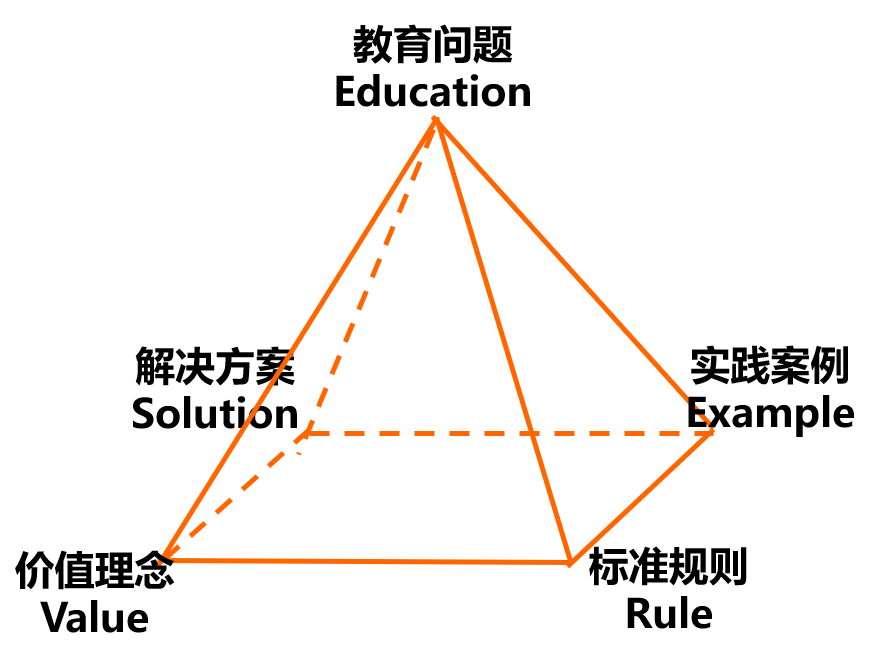 教育问题
Education
解决方案
Solution
实践案例
Example
价值理念
Value
标准规则
Rule